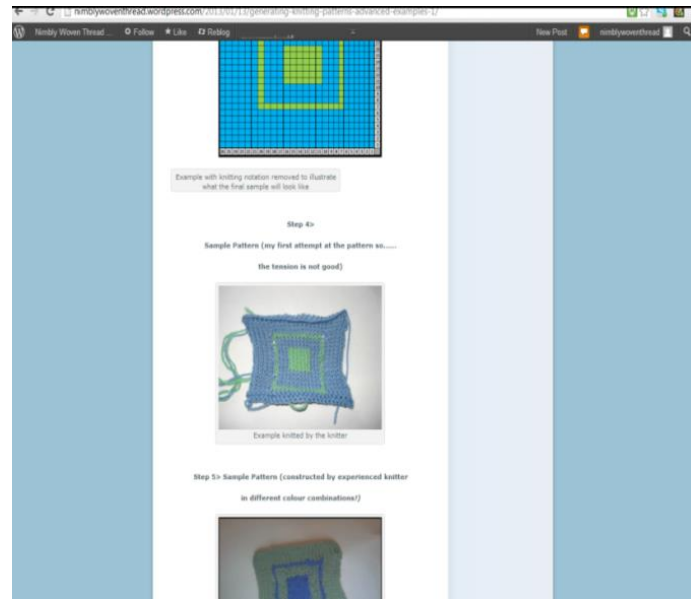 nimblywoventhread.wordpress.com/2013/01/13/generating-knitting-patterns-advanced-examples-1/
Nimbly Woven Thread ... Follow Like Reblog New Post nimblywoventhread
Example with knitting notation removed to illustrate
what the final sample will look like
Step 4>
Sample Pattern (my first attempt at the pattern so.....
the tension is not good)
Example knitted by the knitter
Step 5> Sample Pattern (constructed by experienced knitter
in different colour combinations!)